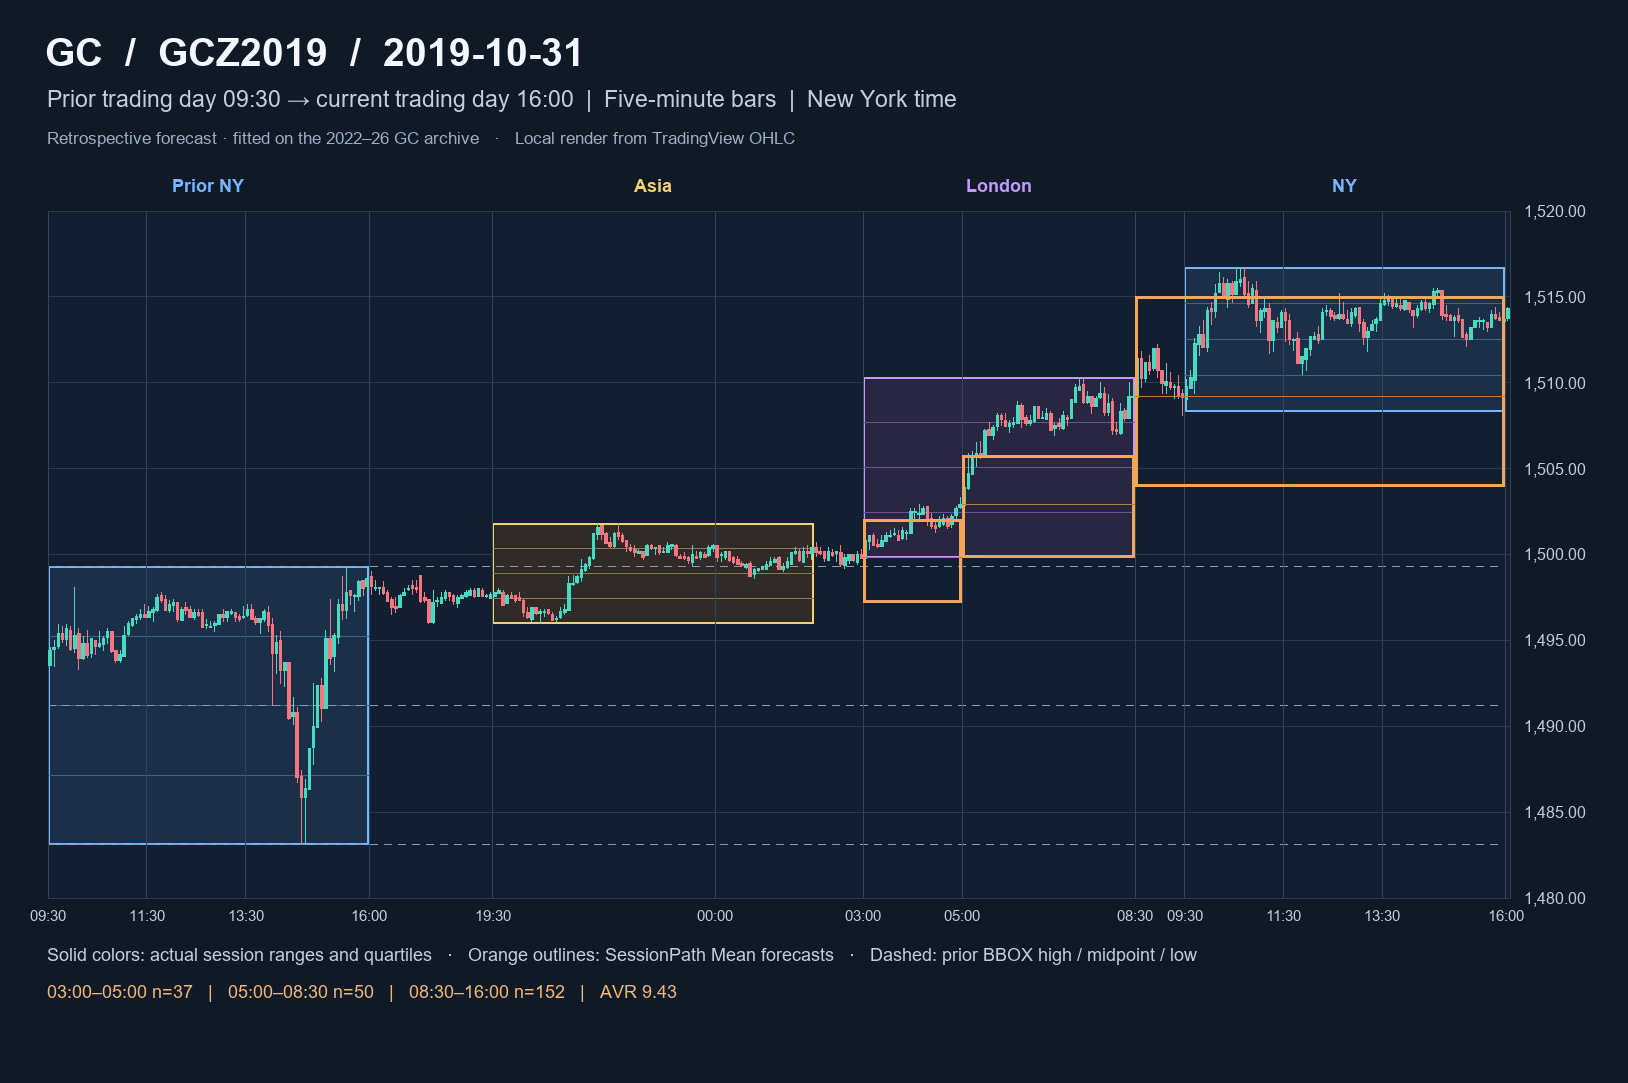 GC / GCZ2019 / 2019-10-31
Prior trading day 09:30 → current trading day 16:00 | Five-minute bars | New York time
Retrospective forecast · fitted on the 2022–26 GC archive · Local render from TradingView OHLC
Prior NY Asia London NY
1,520.00
1,515.00
1,510.00
1,505.00
1,500.00
1,495.00
1,490.00
1,485.00
1,480.00
09:30 11:30 13:30 16:00 19:30 00:00 03:00 05:00 08:30 09:30 11:30 13:30 16:00
Solid colors: actual session ranges and quartiles · Orange outlines: SessionPath Mean forecasts · Dashed: prior BBOX high / midpoint / low
03:00–05:00 n=37 | 05:00–08:30 n=50 | 08:30–16:00 n=152 | AVR 9.43